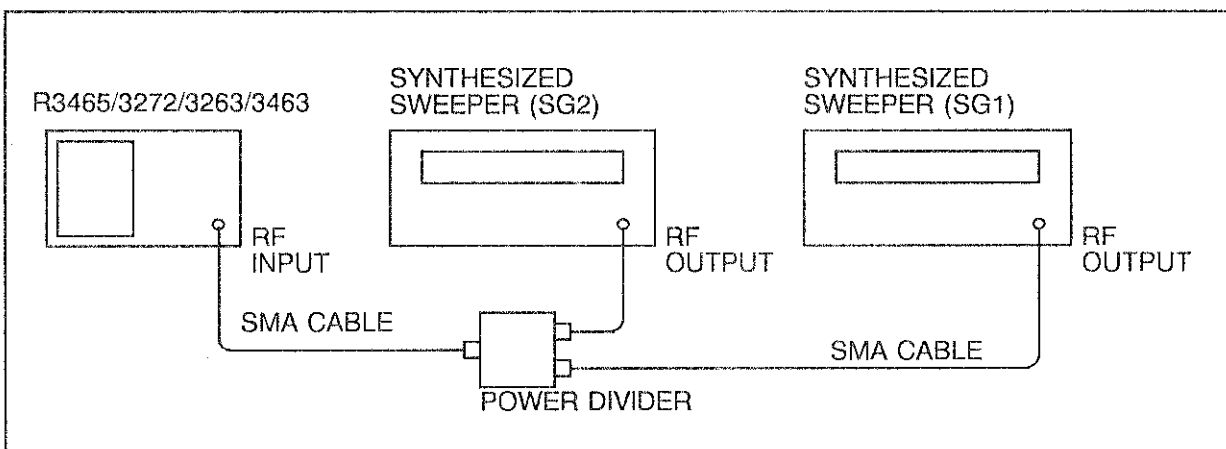 R3465/3272/3263/3463
SYNTHESIZED
SWEEPER (SG2)
SYNTHESIZED
SWEEPER (SG1)
RF
INPUT
RF
OUTPUT
RF
OUTPUT
SMA CABLE
SMA CABLE
POWER DIVIDER